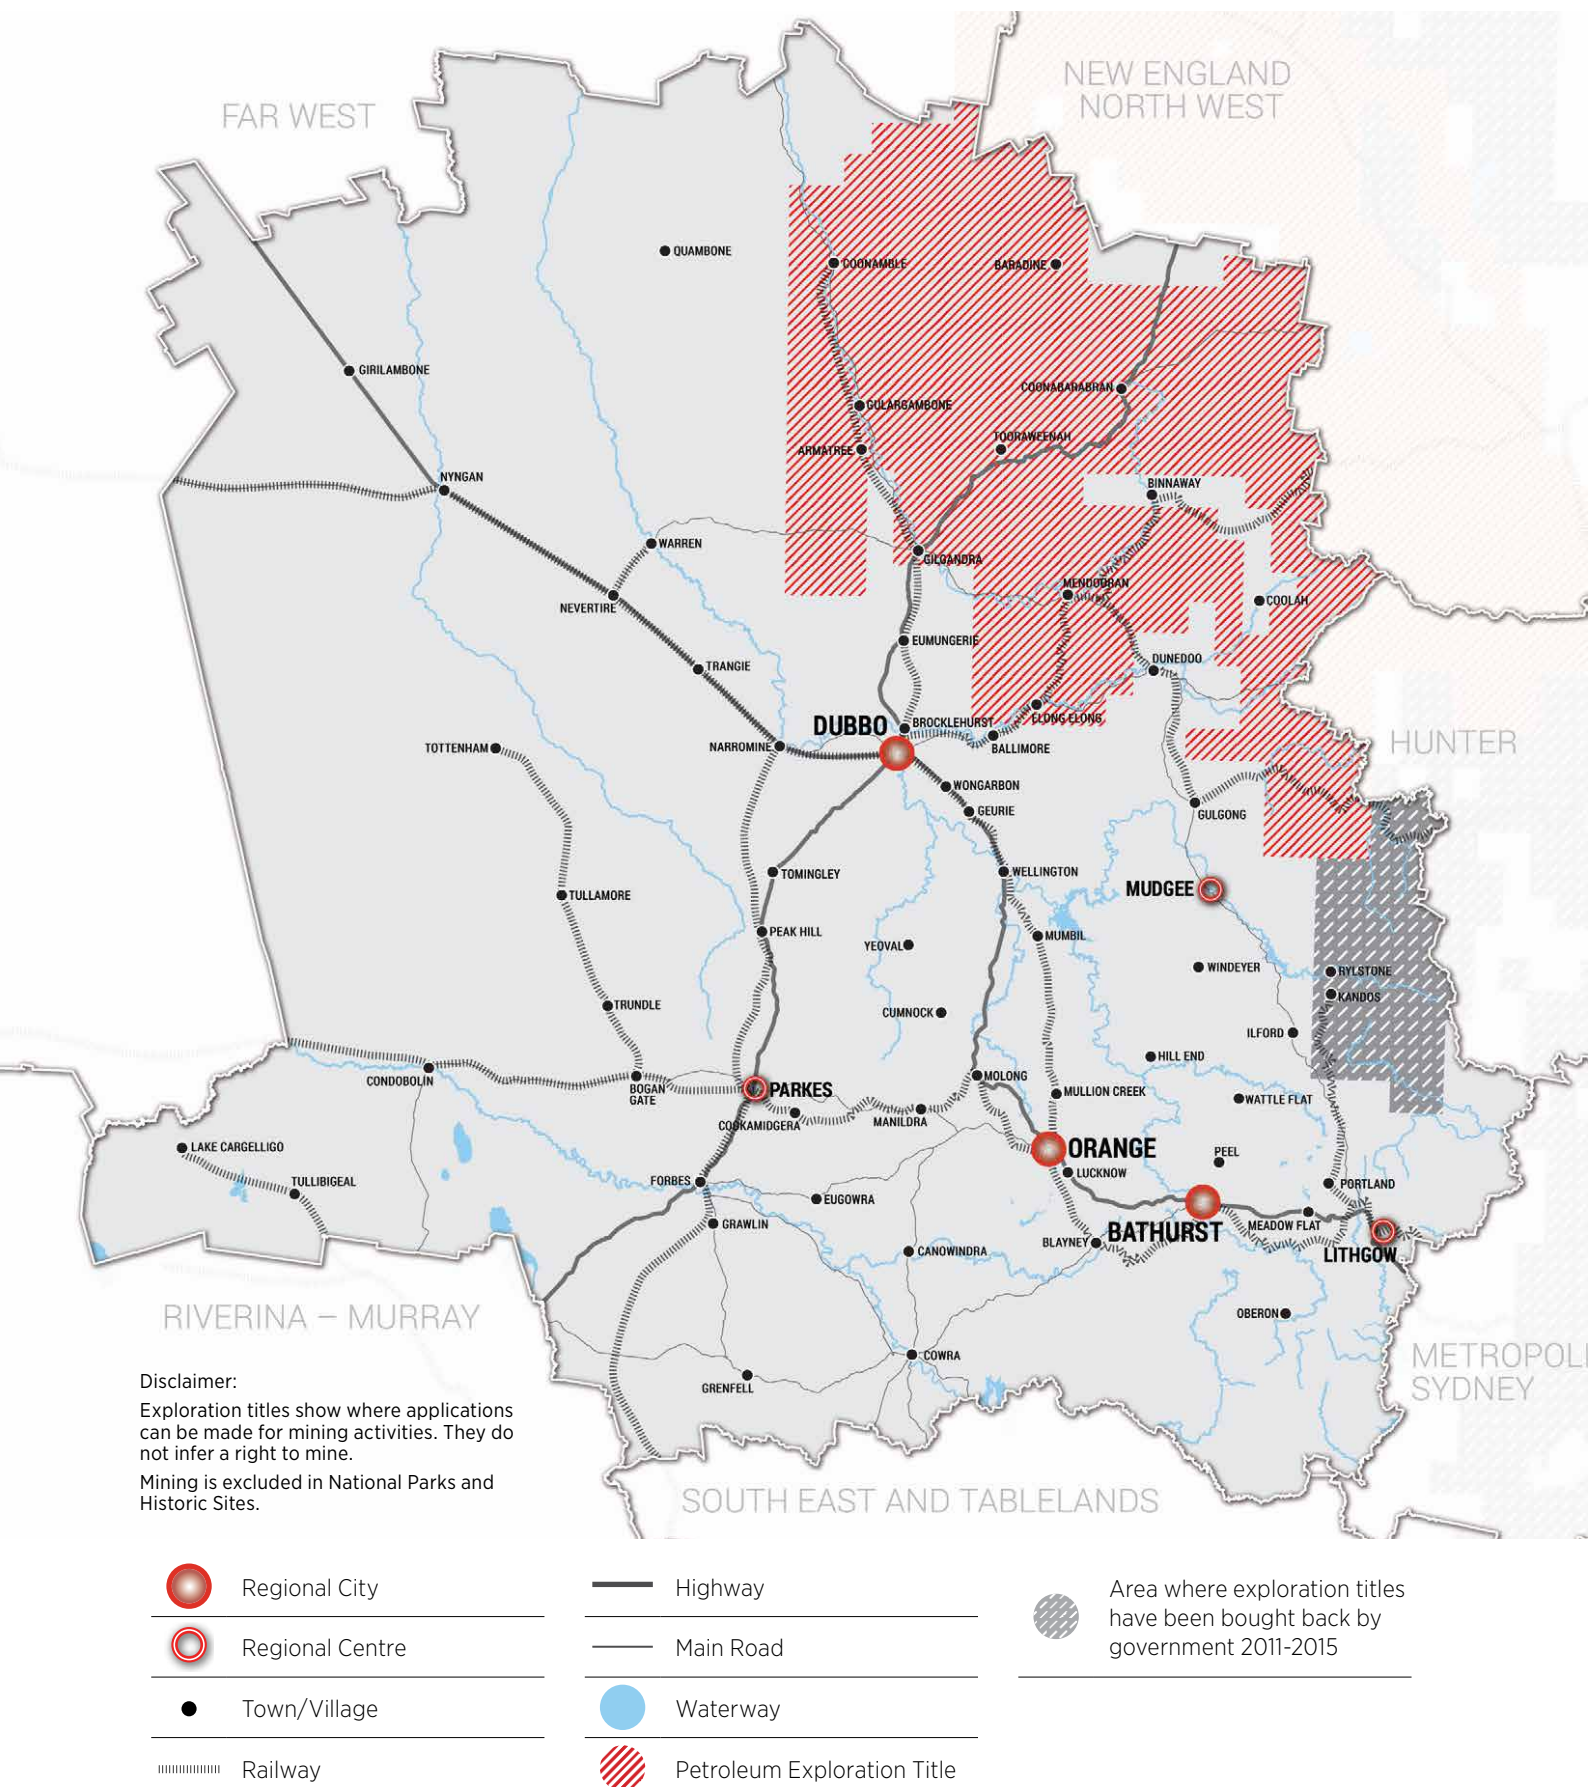 FAR WEST
NEW ENGLAND
NORTH WEST
QUAMBONE
COONAMBLE
BARADINE
GIRILAMBONE
COONABARABRAN
GULARGAMBONE
TOORAWEENAH
ARMATREE
NYNGAN
BINNAWAY
WARREN
GILGANDRA
MENDOORAN
NEVERTIRE
COOLAH
EUMUNGERIE
TRANGIE
DUNEDOO
DUBBO
BROCKLEHURST
ELONG ELONG
TOTTENHAM
NARROMINE
BALLIMORE
HUNTER
WONGARBON
GEURIE
GULGONG
TOMINGLEY
WELLINGTON
MUDGEE
TULLAMORE
PEAK HILL
YEOVAL
MUMBIL
WINDEYER
RYLSTONE
KANDOS
TRUNDLE
CUMNOCK
ILFORD
HILL END
CONDOBOLIN
BOGAN
GATE
PARKES
MOLONG
MULLION CREEK
WATTLE FLAT
COOKAMIDGERA
MANILDRA
LAKE CARGELLIGO
ORANGE
PEEL
TULLIBIGEAL
FORBES
LUCKNOW
PORTLAND
EUGOWRA
GRAWLIN
BATHURST
MEADOW FLAT
BLAYNEY
CANOWINDRA
LITHGOW
RIVERINA – MURRAY
OBERON
COWRA
METROPOLI
SYDNEY
GRENFELL
Disclaimer:
Exploration titles show where applications
can be made for mining activities. They do
not infer a right to mine.
Mining is excluded in National Parks and
Historic Sites.
SOUTH EAST AND TABLELANDS
Regional City
Highway
Area where exploration titles
have been bought back by
government 2011-2015
Regional Centre
Main Road
Town/Village
Waterway
Railway
Petroleum Exploration Title